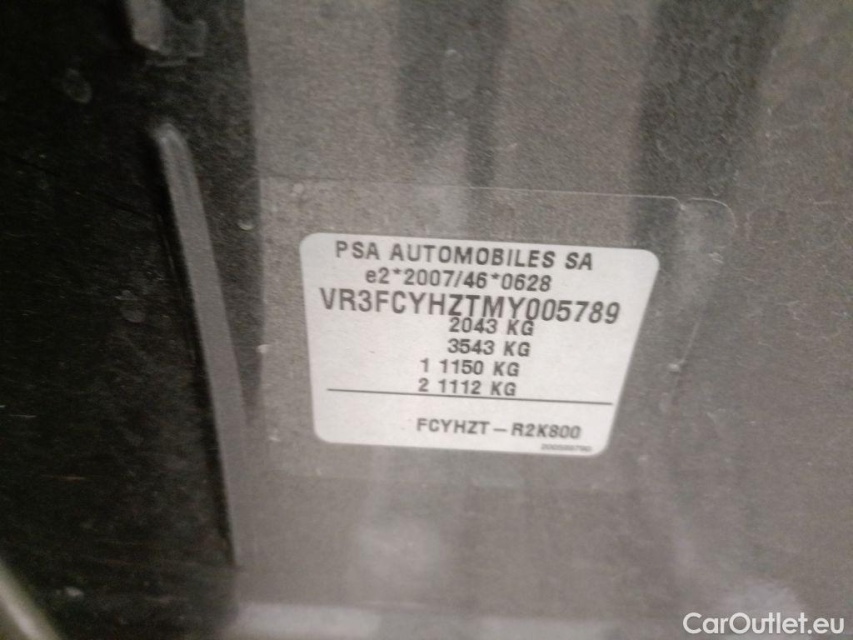 PSA AUTOMOBILES SA
e2*2007/46*0628
VR3FCYHZTMY005789
2043 KG
3543 KG
1 1150 KG
2 1112 KG
FCYHZT – R2K800
CarOutlet.eu